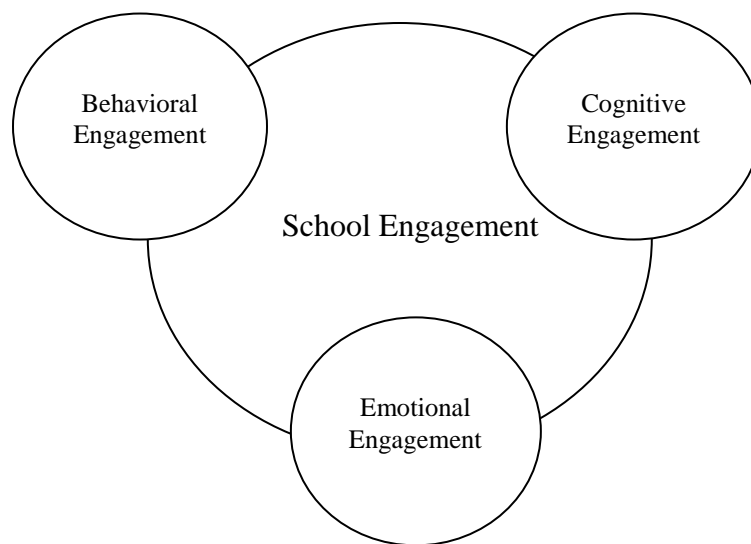 Behavioral
Engagement
Cognitive
Engagement
School Engagement
Emotional
Engagement